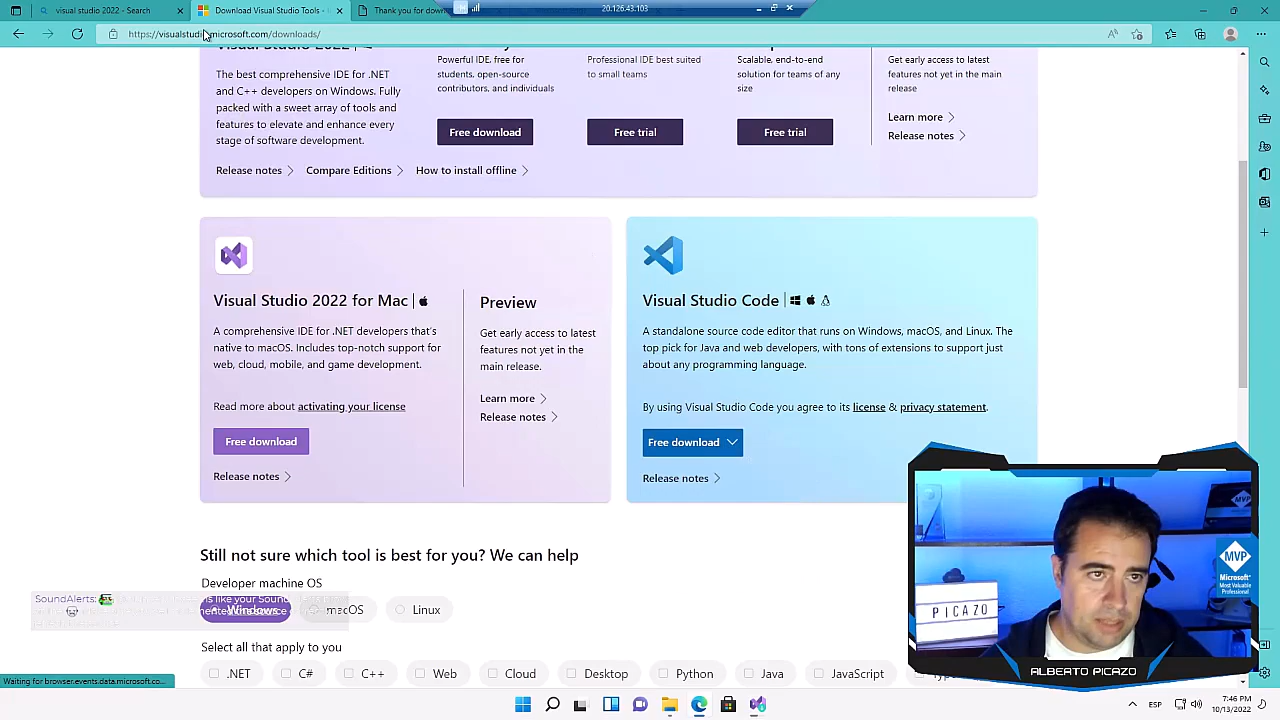 visual studio 2022 - Search
Download Visual Studio Tools - I
Thank you for down
20.126.43.103
https://visualstudio.microsoft.com/downloads/
The best comprehensive IDE for .NET
and C++ developers on Windows. Fully
packed with a sweet array of tools and
features to elevate and enhance every
stage of software development.
Powerful IDE, free for
students, open-source
contributors, and individuals
Free download
Professional IDE best suited
to small teams
Free trial
Scalable, end-to-end
solution for teams of any
size
Free trial
Get early access to latest
features not yet in the main
release
Learn more
Release notes
Release notes
Compare Editions
How to install offline
Visual Studio 2022 for Mac
A comprehensive IDE for .NET developers that's
native to macOS. Includes top-notch support for
web, cloud, mobile, and game development.
Read more about activating your license
Free download
Release notes
Preview
Get early access to latest
features not yet in the
main release.
Learn more
Release notes
Visual Studio Code
A standalone source code editor that runs on Windows, macOS, and Linux. The
top pick for Java and web developers, with tons of extensions to support just
about any programming language.
By using Visual Studio Code you agree to its license & privacy statement.
Free download
Release notes
Still not sure which tool is best for you? We can help
Developer machine OS
SoundAlerts:
Windows
macOS
Linux
Select all that apply to you
.NET
C#
C++
Web
Cloud
Desktop
Python
Java
JavaScript
Waiting for browser.events.data.microsoft.co...
PICAZO
MVP
MVP
Microsoft
Most Valuable
Professional
ALBERTO PICAZO
ESP
7:46 PM
10/13/2022